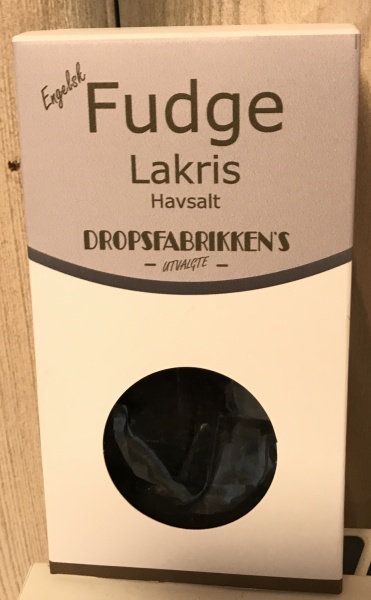 Engelsk
Fudge
Lakris
Havsalt
DROPSFABRIKKEN'S
– UTVALGTE –